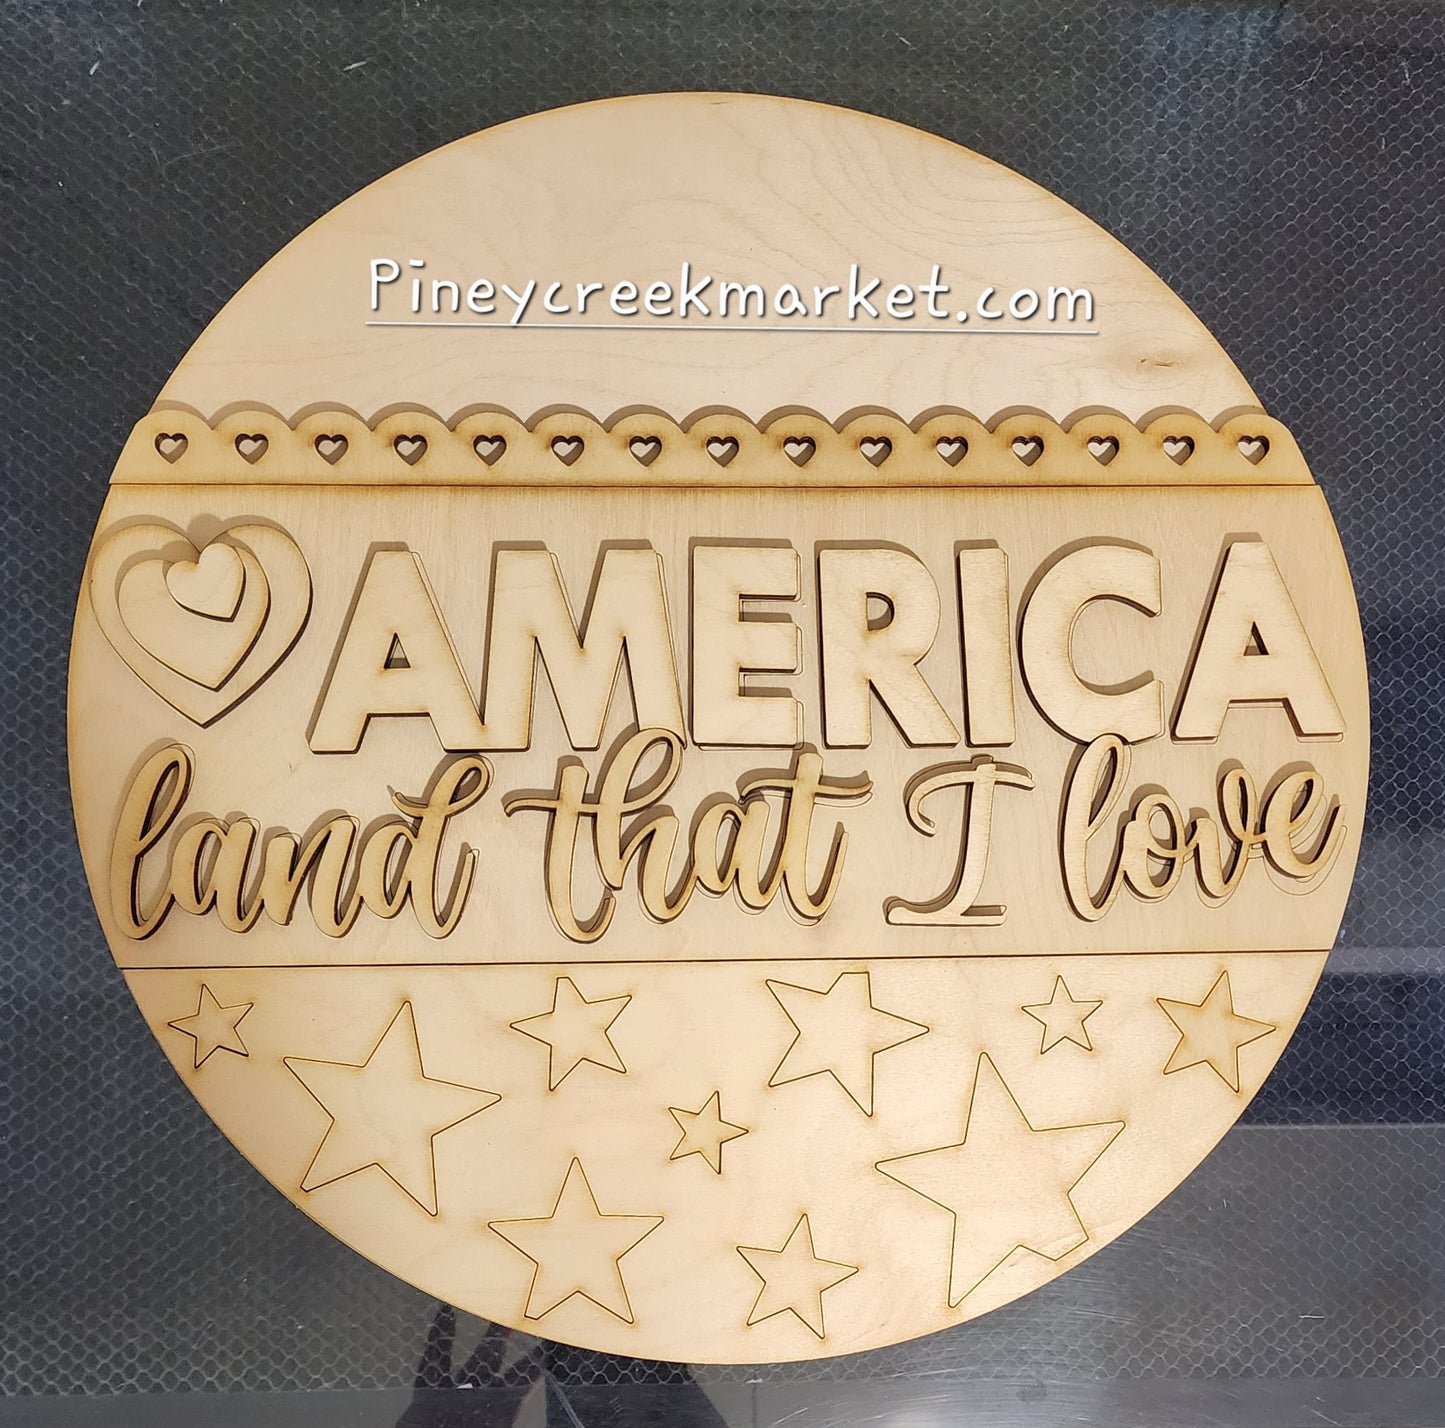 Pineycreekmarket.com
AMERICA
land that I love